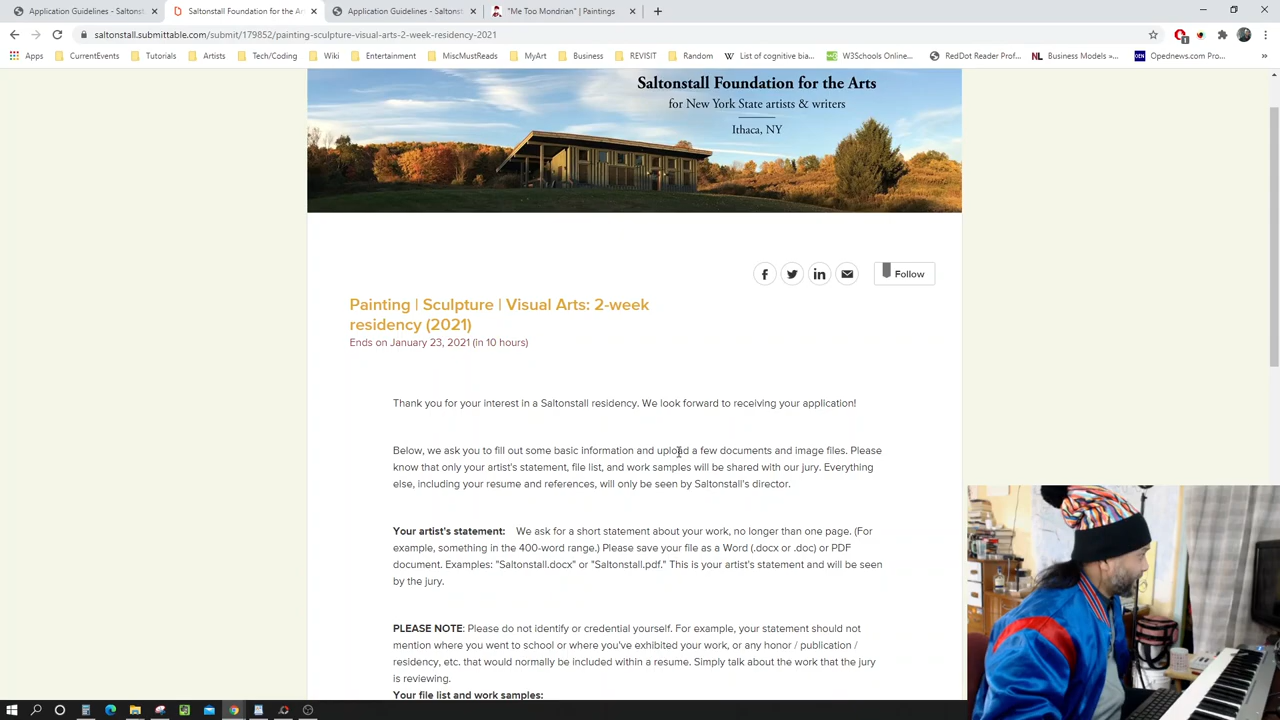 Application Guidelines - saltonst
Saltonstall Foundation for the Art
Application Guidelines - Saltonst
"Me Too Mondrian" | Paintings
saltonstall.submittable.com/submit/179852/painting-sculpture-visual-arts-2-week-residency-2021
Apps
CurrentEvents
Tutorials
Artists
Tech/Coding
Wiki
Entertainment
MiscMustReads
MyArt
Business
REVISIT
Random
List of cognitive bia...
W3Schools Online...
RedDot Reader Prof...
Business Models »...
Opednews.com Pro...
Saltonstall Foundation for the Arts
for New York State artists & writers
Ithaca, NY
Follow
Painting | Sculpture | Visual Arts: 2-week
residency (2021)
Ends on January 23, 2021 (in 10 hours)
Thank you for your interest in a Saltonstall residency. We look forward to receiving your application!
Below, we ask you to fill out some basic information and upload a few documents and image files. Please
know that only your artist's statement, file list, and work samples will be shared with our jury. Everything
else, including your resume and references, will only be seen by Saltonstall's director.
Your artist's statement: We ask for a short statement about your work, no longer than one page. (For
example, something in the 400-word range.) Please save your file as a Word (.docx or .doc) or PDF
document. Examples: "Saltonstall.docx" or "Saltonstall.pdf." This is your artist's statement and will be seen
by the jury.
PLEASE NOTE: Please do not identify or credential yourself. For example, your statement should not
mention where you went to school or where you've exhibited your work, or any honor / publication /
residency, etc. that would normally be included within a resume. Simply talk about the work that the jury
is reviewing.
Your file list and work samples: